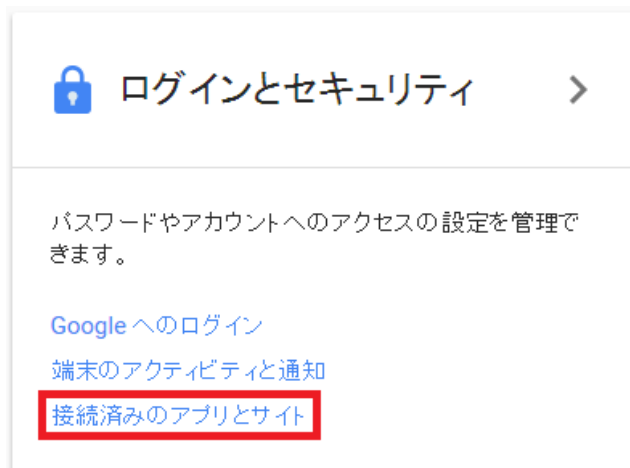 ログインとセキュリティ
パスワードやアカウントへのアクセスの設定を管理で
きます。
Google へのログイン
端末のアクティビティと通知
接続済みのアプリとサイト